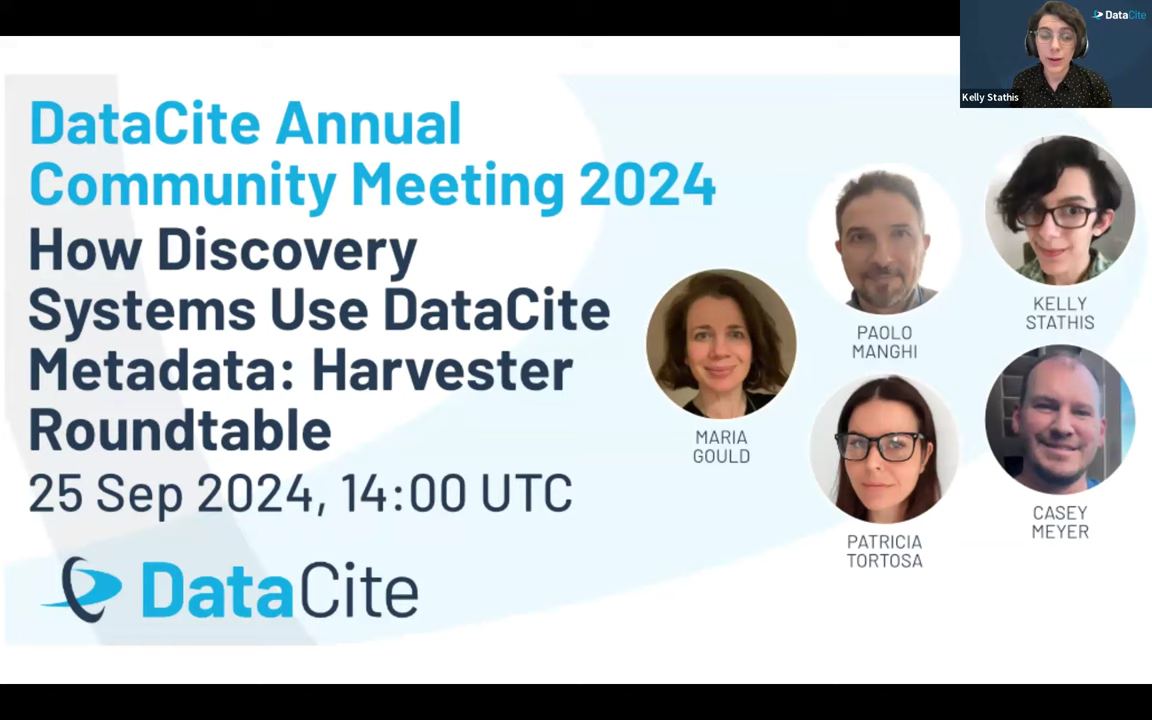 DataCite
Kelly Stathis
DataCite Annual
Community Meeting 2024
How Discovery
Systems Use DataCite
Metadata: Harvester
Roundtable
25 Sep 2024, 14:00 UTC
DataCite
MARIA
GOULD
PAOLO
MANGHI
KELLY
STATHIS
PATRICIA
TORTOSA
CASEY
MEYER